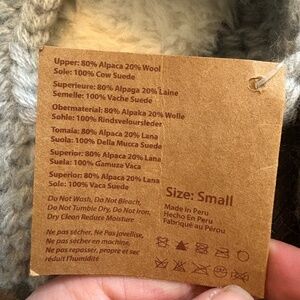 Upper: 80% Alpaca 20% Wool
Sole: 100% Cow Suede
Superieure: 80% Alpaga 20% Laine
Semelle: 100% Vache Suede
Obermaterial: 80% Alpaka 20% Wolle
Sohle: 100% Rindsveloursleder
Tomaia: 80% Alpaca 20% Lana
Suola: 100% Della Mucca Suede
Superior: 80% Alpaca 20% Lana
Suela: 100% Gamuza Vaca
Superior: 80% Alpaca 20% Lana
Sole: 100% Vaca Suede
Do Not Wash, Do Not Bleach,
Do Not Tumble Dry, Do Not Iron,
Dry Clean Reduce Moisture
Ne pas sécher, Ne Pas Javellise,
Ne pas sécher en machine,
Ne pas repasser, propre et sec
réduit l'humidité
Size: Small
Made In Peru
Hecho En Peru
Fabriqué au Pérou